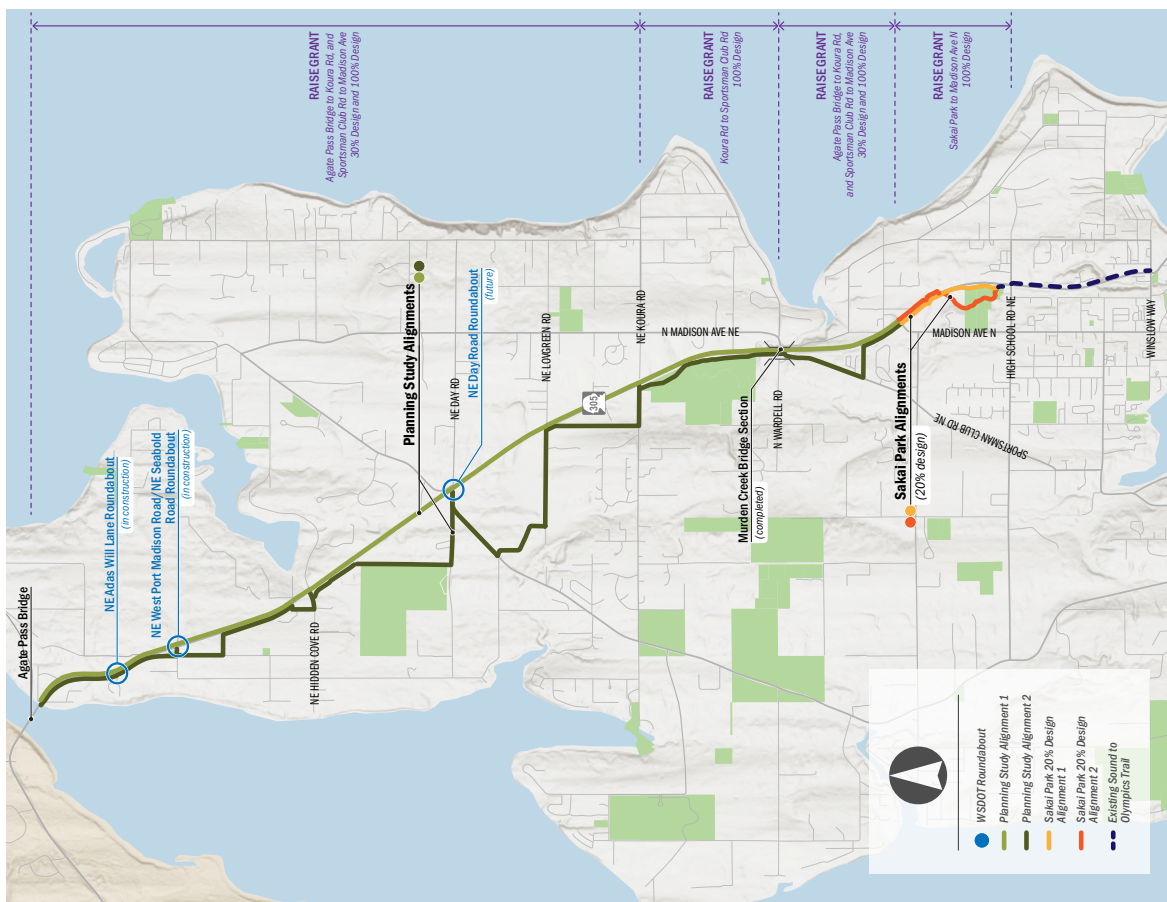 RAISE GRANT
Agate Pass Bridge to Koura Rd, and
Sportsman Club Rd to Madison Ave
30% Design and 100% Design
RAISE GRANT
Koura Rd to Sportsman Club Rd
100% Design
RAISE GRANT
Agate Pass Bridge to Koura Rd,
and Sportsman Club Rd to Madison Ave
30% Design and 100% Design
RAISE GRANT
Sakai Park to Madison Ave N
100% Design
Agate Pass Bridge
NE Adas Will Lane Roundabout
(in construction)
NE West Port Madison Road/NE Seabold
Road Roundabout
(in construction)
NE HIDDEN COVE RD
Planning Study Alignments
NE DAY RD
NE Day Road Roundabout
(future)
NE LOVGREEN RD
305
NE KOURA RD
N MADISON AVE NE
Murden Creek Bridge Section
(completed)
N WARDELL RD
Sakai Park Alignments
(20% design)
MADISON AVE N
SPORTSMAN CLUB RD NE
HIGH SCHOOL RD NE
WINSLOW WAY
WSDOT Roundabout
Planning Study Alignment 1
Planning Study Alignment 2
Sakai Park 20% Design
Alignment 1
Sakai Park 20% Design
Alignment 2
Existing Sound to
Olympics Trail